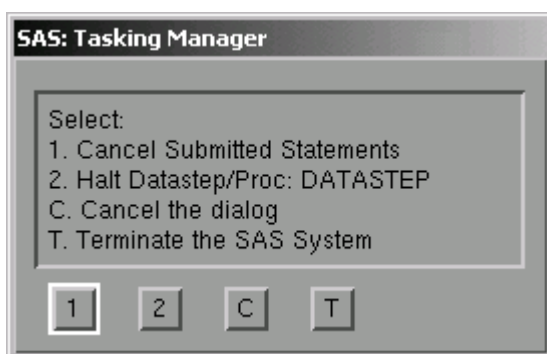 SAS: Tasking Manager
Select:
1. Cancel Submitted Statements
2. Halt Datastep/Proc: DATASTEP
C. Cancel the dialog
T. Terminate the SAS System
1 2 C T